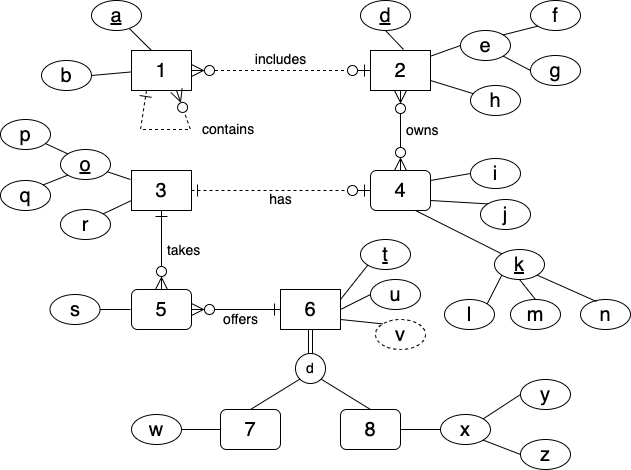 a
d
f
e
1
includes
2
b
g
h
contains
p
owns
o
i
3
4
q
has
j
r
takes
t
k
u
s
5
offers
6
l
m
n
v
d
y
w
7
8
x
z